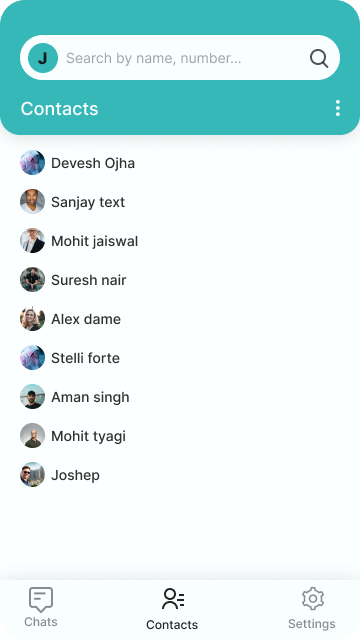 J Search by name, number...
Contacts
Devesh Ojha
Sanjay text
Mohit jaiswal
Suresh nair
Alex dame
Stelli forte
Aman singh
Mohit tyagi
Joshep
Chats Contacts Settings